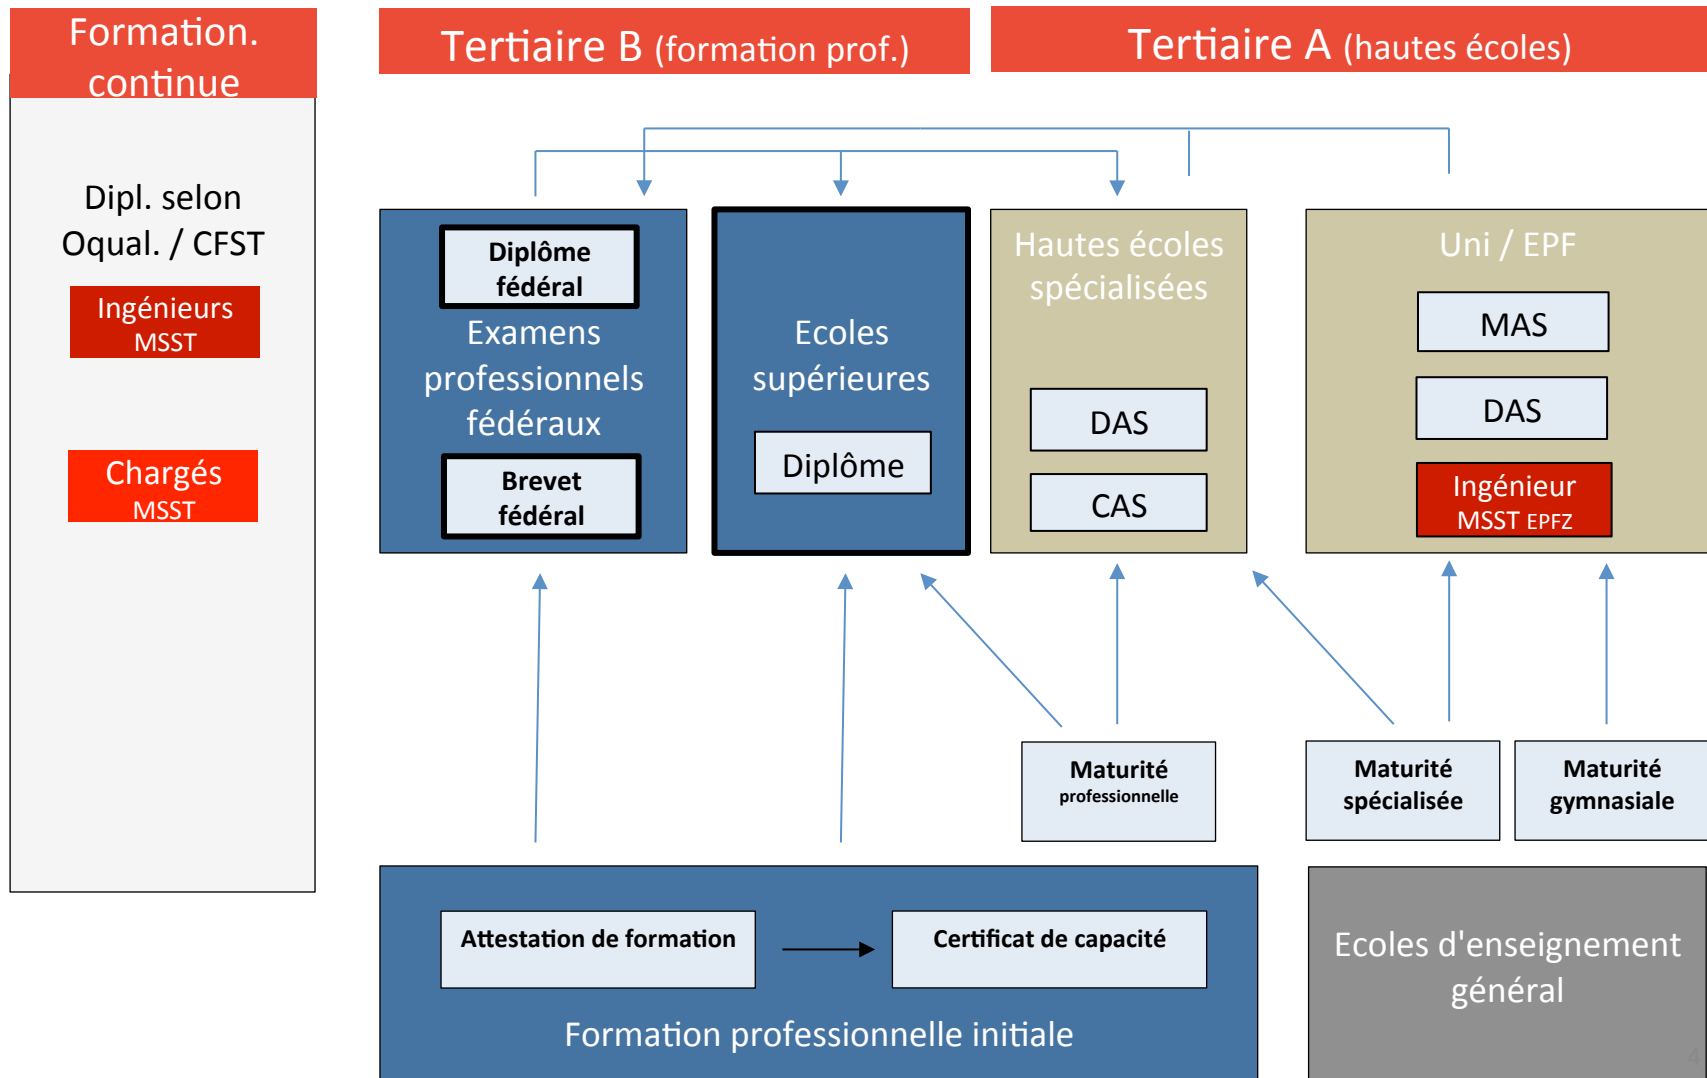 Formation.
continue
Dipl. selon
Oqual. / CFST
Ingénieurs
MSST
Chargés
MSST
Tertiaire B (formation prof.)
Tertiaire A (hautes écoles)
Diplôme
fédéral
Examens
professionnels
fédéraux
Brevet
fédéral
Ecoles
supérieures
Diplôme
Hautes écoles
spécialisées
DAS
CAS
Uni / EPF
MAS
DAS
Ingénieur
MSST EPFZ
Maturité
professionnelle
Maturité
spécialisée
Maturité
gymnasiale
Attestation de formation
Certificat de capacité
Formation professionnelle initiale
Ecoles d'enseignement
général
4